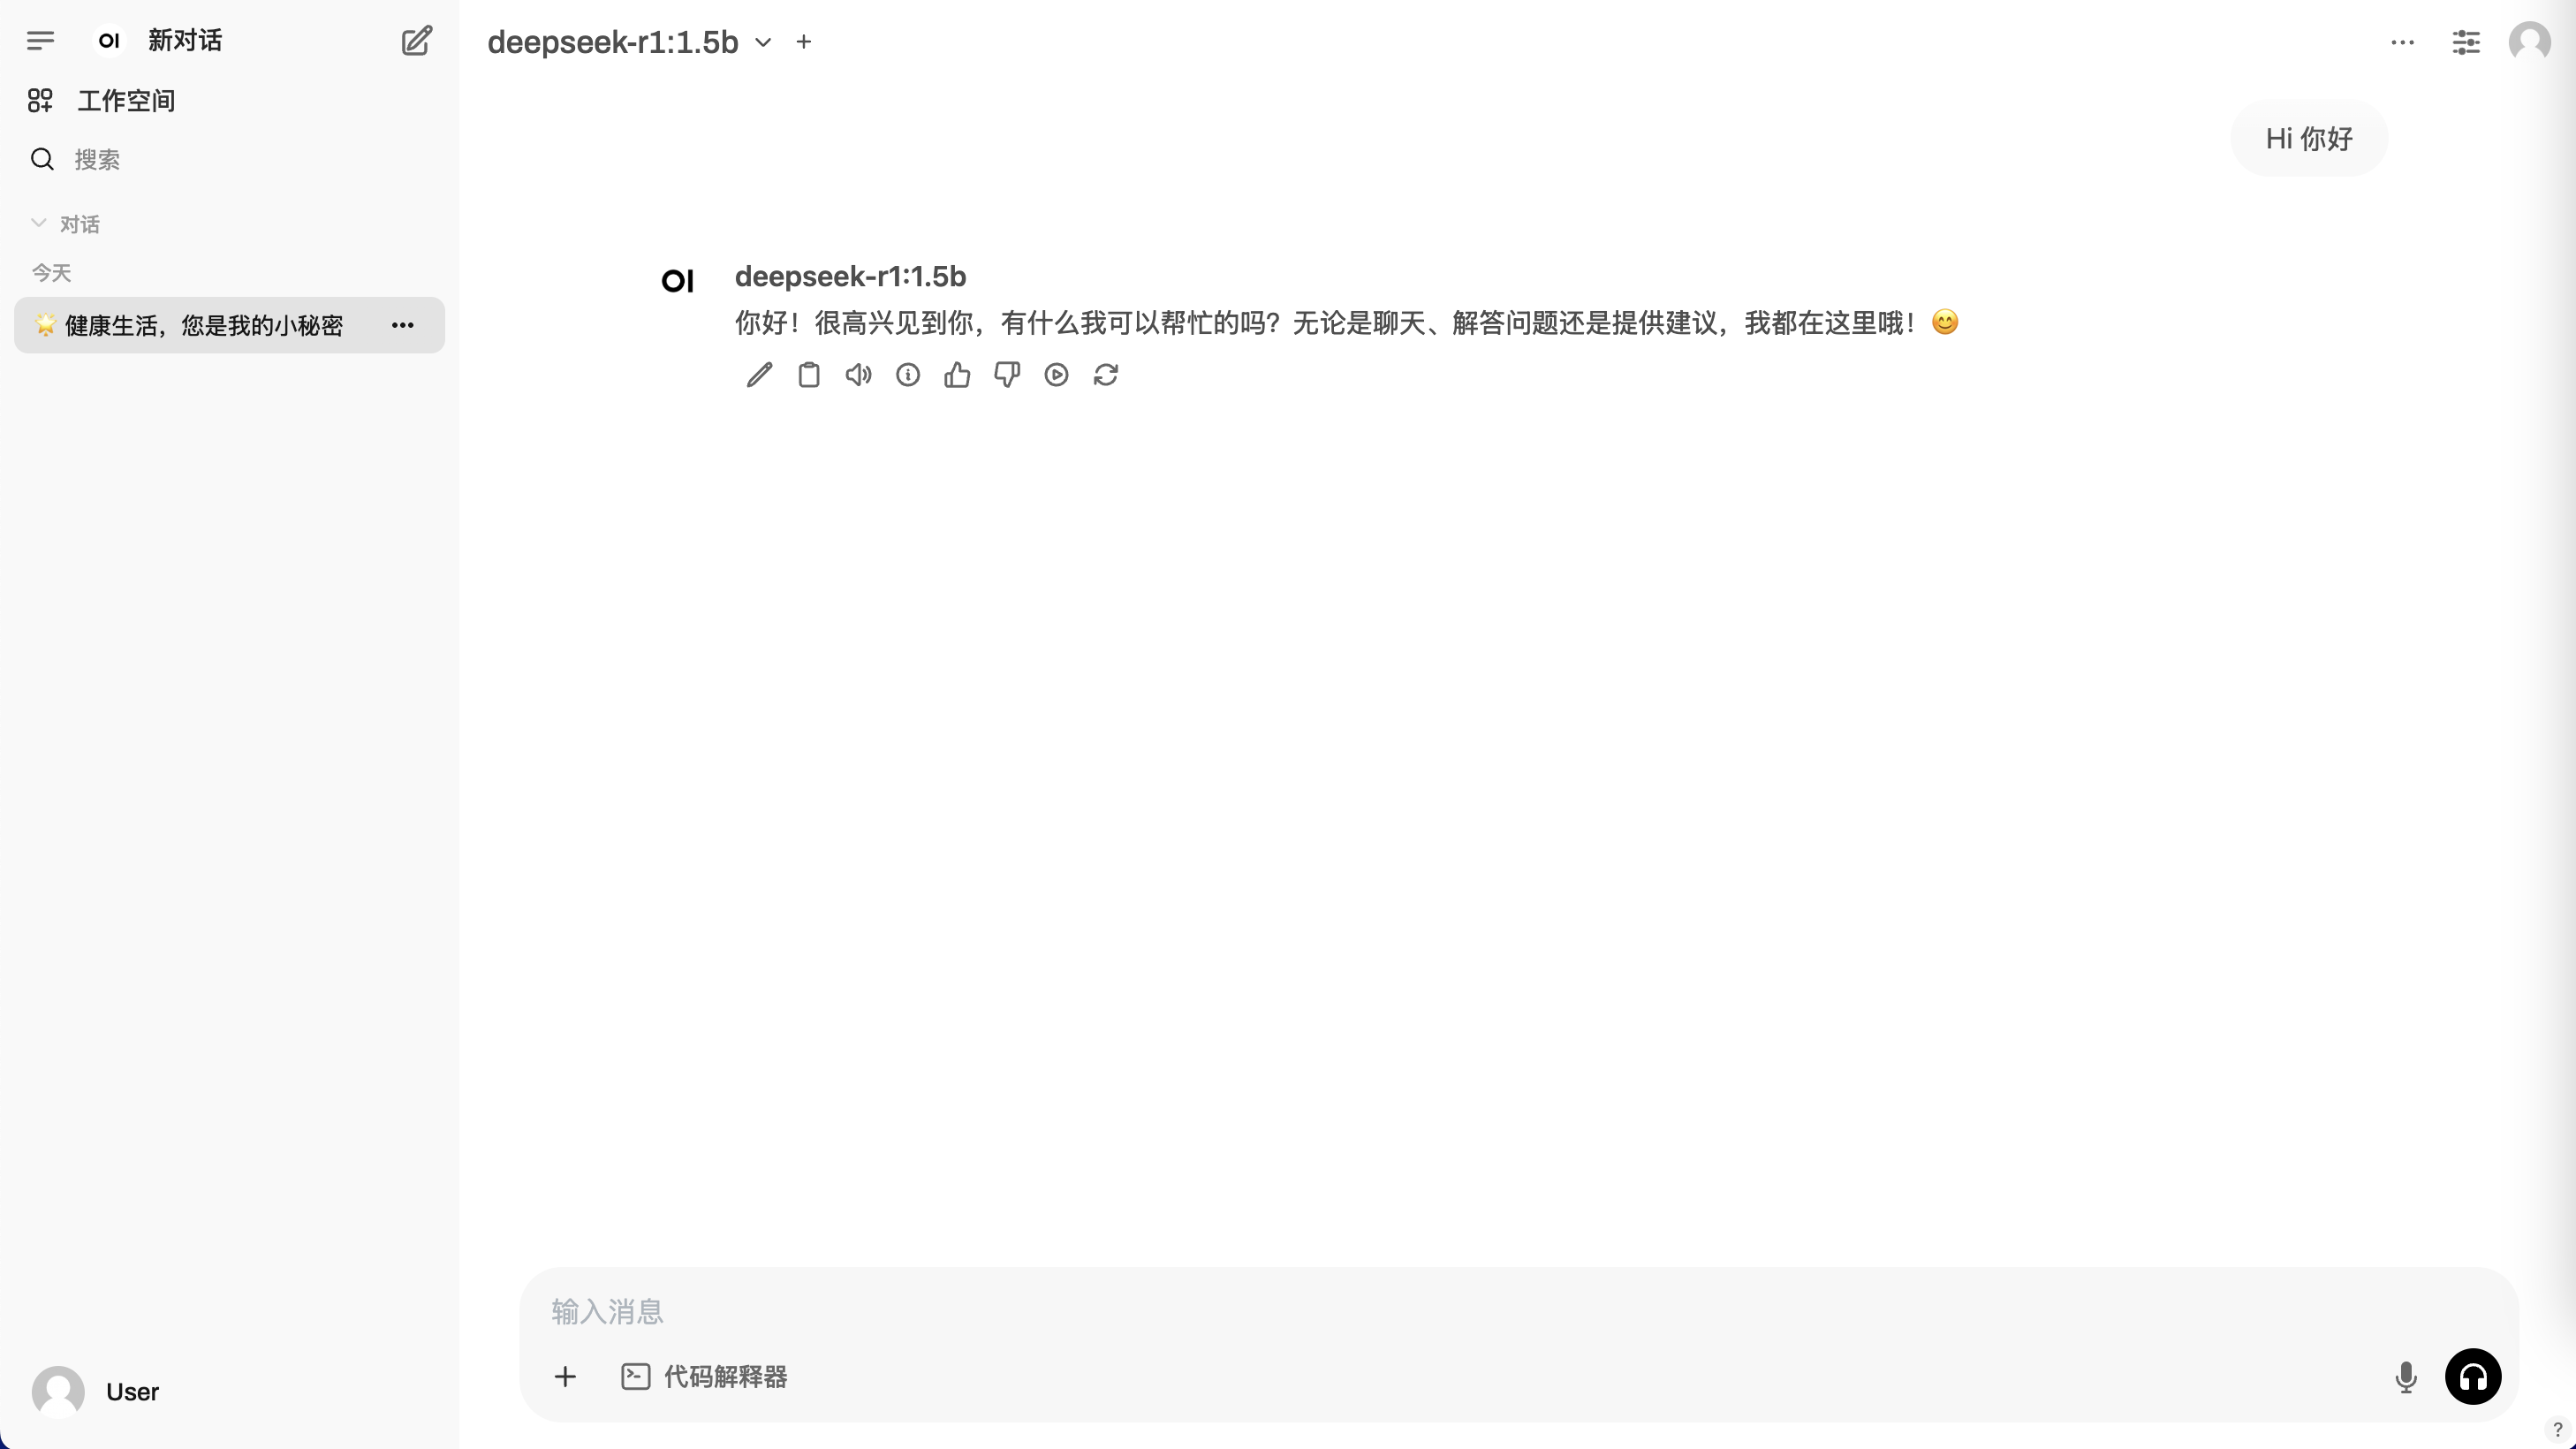 OI 新对话
工作空间
搜索
对话
今天
🌟 健康生活，您是我的小秘密
User
deepseek-r1:1.5b
Hi 你好
OI deepseek-r1:1.5b
你好！很高兴见到你，有什么我可以帮忙的吗？无论是聊天、解答问题还是提供建议，我都在这里哦！😊
输入消息
代码解释器
?